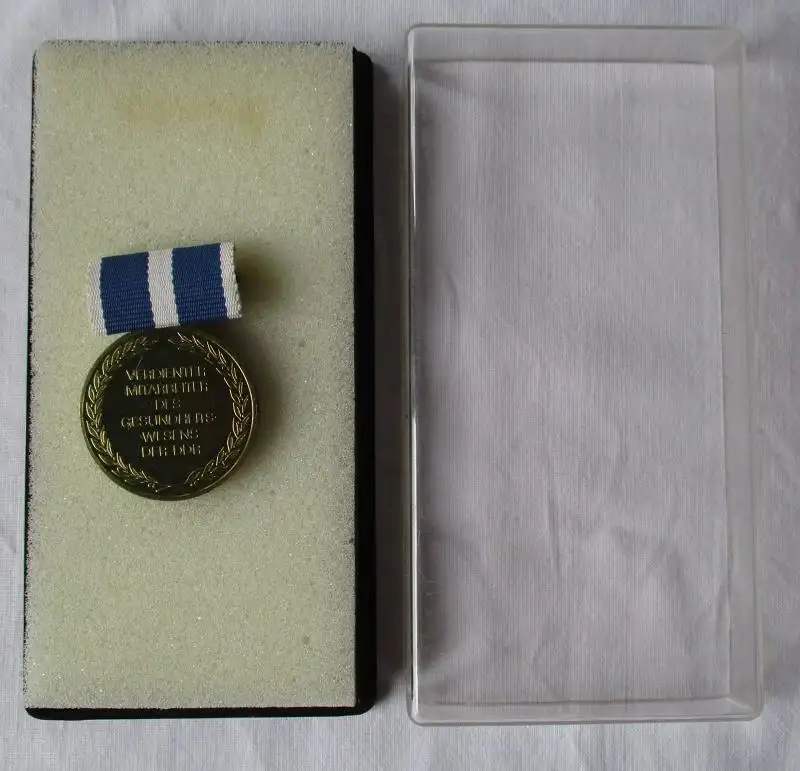 VERDIENTER
MITARBEITER
DES
GESUNDHEITS-
WESENS
DER DDR